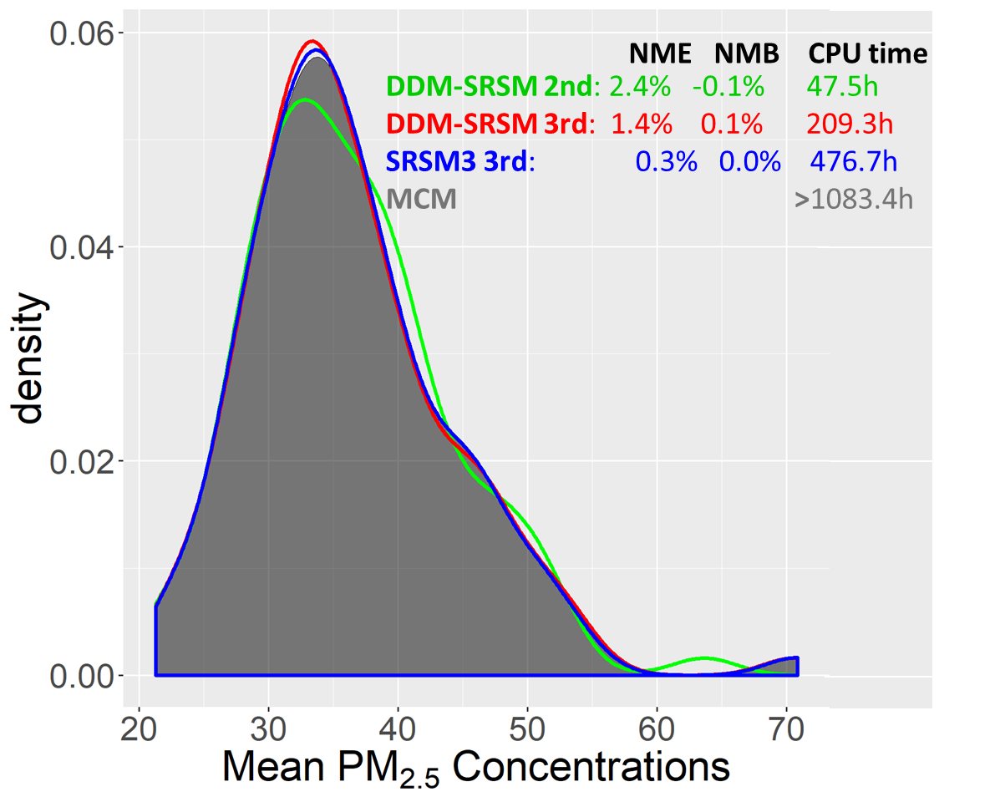 0.06
NME NMB CPU time
DDM-SRSM 2nd: 2.4% -0.1% 47.5h
DDM-SRSM 3rd: 1.4% 0.1% 209.3h
SRSM3 3rd: 0.3% 0.0% 476.7h
MCM >1083.4h
0.04
density
0.02
0.00
20 30 40 50 60 70
Mean PM2.5 Concentrations